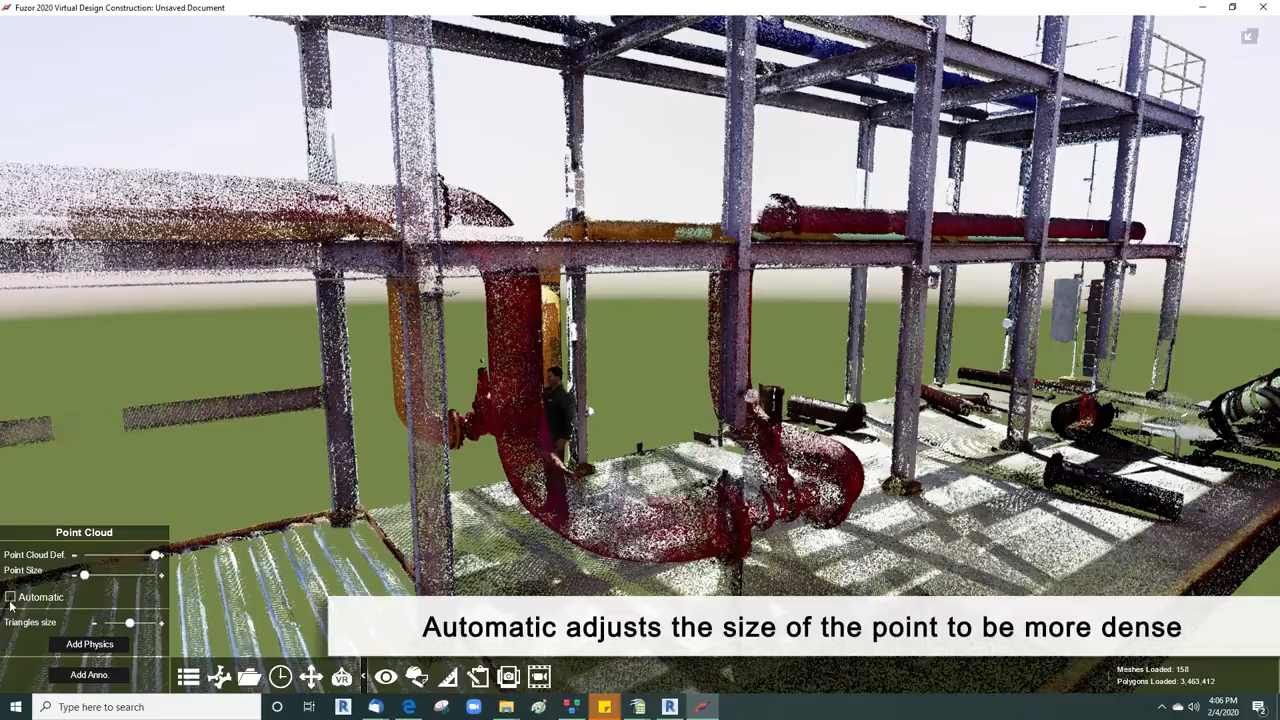 Fuzor 2020 Virtual Design Construction: Unsaved Document
Point Cloud
Point Cloud Def.
Point Size
Automatic
Triangles size
Add Physics
Add Anno.
Automatic adjusts the size of the point to be more dense
VR
Meshes Loaded: 158
Polygons Loaded: 3,463,412
Type here to search
4:06 PM
2/4/2020